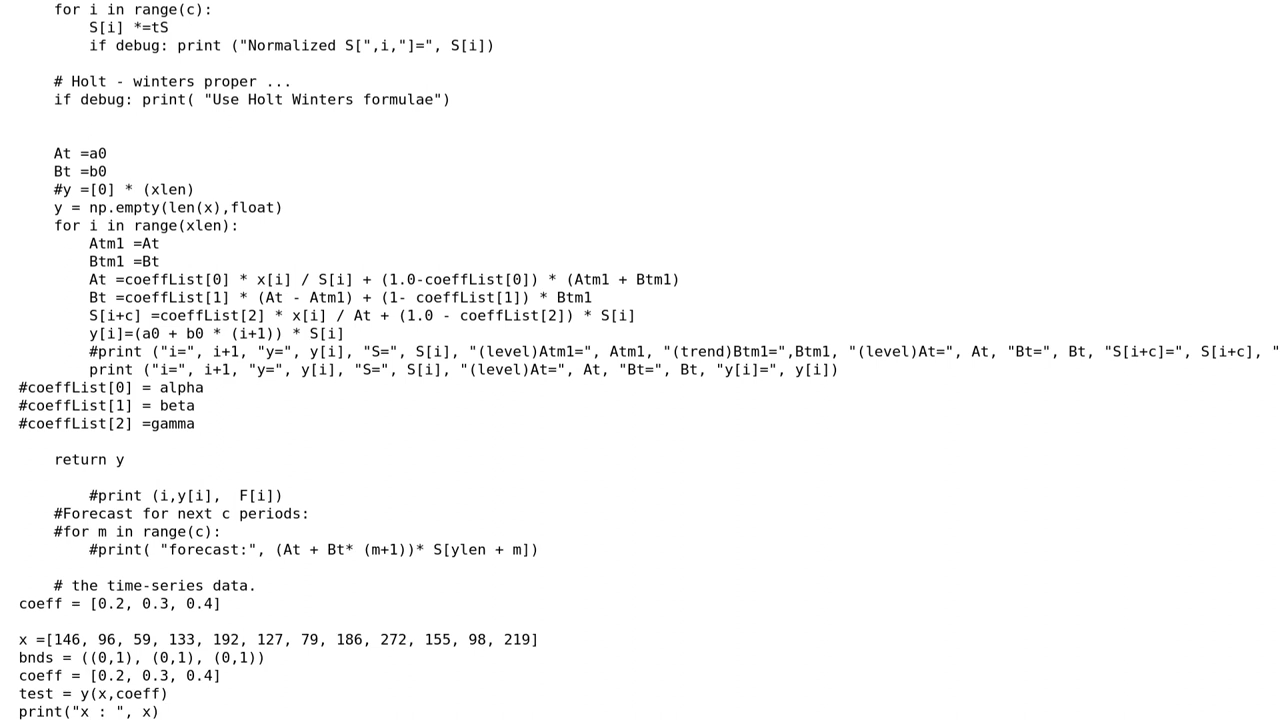 for i in range(c):
        S[i] *=tS
        if debug: print ("Normalized S[",i,"]=", S[i])

    # Holt - winters proper ...
    if debug: print( "Use Holt Winters formulae")


    At =a0
    Bt =b0
    #y =[0] * (xlen)
    y = np.empty(len(x),float)
    for i in range(xlen):
        Atm1 =At
        Btm1 =Bt
        At =coeffList[0] * x[i] / S[i] + (1.0-coeffList[0]) * (Atm1 + Btm1)
        Bt =coeffList[1] * (At - Atm1) + (1- coeffList[1]) * Btm1
        S[i+c] =coeffList[2] * x[i] / At + (1.0 - coeffList[2]) * S[i]
        y[i]=(a0 + b0 * (i+1)) * S[i]
        #print ("i=", i+1, "y=", y[i], "S=", S[i], "(level)Atm1=", Atm1, "(trend)Btm1=",Btm1, "(level)At=", At, "Bt=", Bt, "S[i+c]=", S[i+c], "
        print ("i=", i+1, "y=", y[i], "S=", S[i], "(level)At=", At, "Bt=", Bt, "y[i]=", y[i])
#coeffList[0] = alpha
#coeffList[1] = beta
#coeffList[2] =gamma

    return y

        #print (i,y[i],  F[i])
    #Forecast for next c periods:
    #for m in range(c):
        #print( "forecast:", (At + Bt* (m+1))* S[ylen + m])

    # the time-series data.
coeff = [0.2, 0.3, 0.4]

x =[146, 96, 59, 133, 192, 127, 79, 186, 272, 155, 98, 219]
bnds = ((0,1), (0,1), (0,1))
coeff = [0.2, 0.3, 0.4]
test = y(x,coeff)
print("x : ", x)